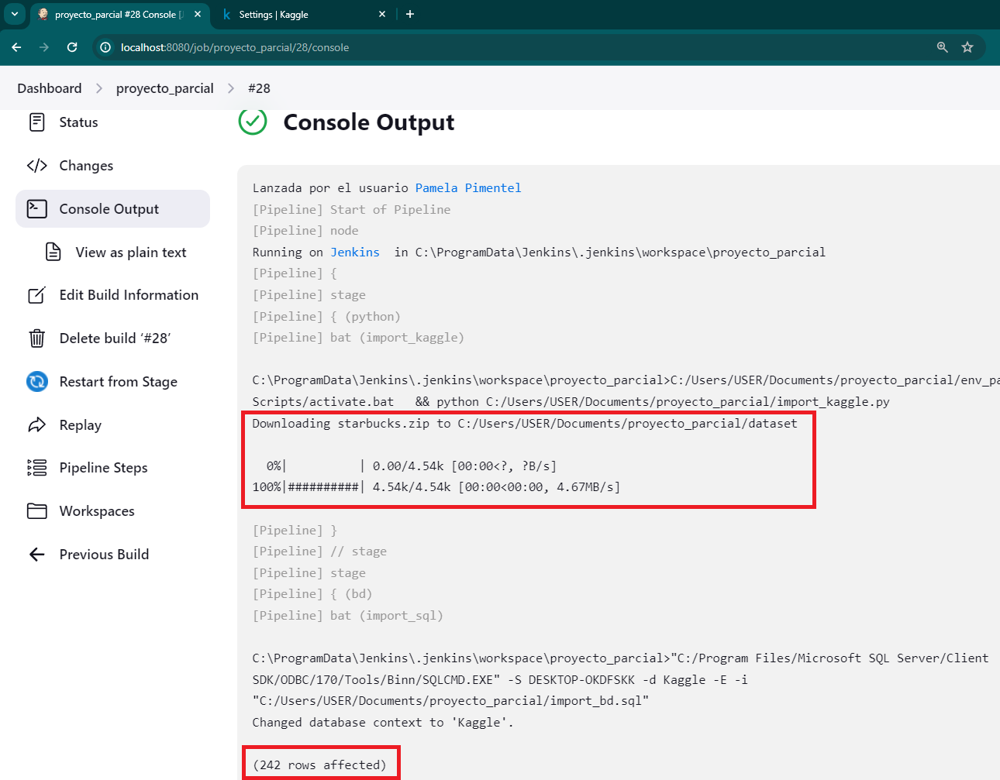 proyecto_parcial #28 Console [
Settings | Kaggle
localhost:8080/job/proyecto_parcial/28/console
Dashboard > proyecto_parcial > #28
Status
Changes
Console Output
View as plain text
Edit Build Information
Delete build ‘#28’
Restart from Stage
Replay
Pipeline Steps
Workspaces
Previous Build
Console Output
Lanzada por el usuario Pamela Pimentel
[Pipeline] Start of Pipeline
[Pipeline] node
Running on Jenkins in C:\ProgramData\Jenkins\.jenkins\workspace\proyecto_parcial
[Pipeline] {
[Pipeline] stage
[Pipeline] { (python)
[Pipeline] bat (import_kaggle)
C:\ProgramData\Jenkins\.jenkins\workspace\proyecto_parcial>C:/Users/USER/Documents/proyecto_parcial/env_pa
Scripts/activate.bat && python C:/Users/USER/Documents/proyecto_parcial/import_kaggle.py
Downloading starbucks.zip to C:/Users/USER/Documents/proyecto_parcial/dataset
0%| | 0.00/4.54k [00:00<?, ?B/s]
100%|##########| 4.54k/4.54k [00:00<00:00, 4.67MB/s]
[Pipeline] }
[Pipeline] // stage
[Pipeline] stage
[Pipeline] { (bd)
[Pipeline] bat (import_sql)
C:\ProgramData\Jenkins\.jenkins\workspace\proyecto_parcial>"C:/Program Files/Microsoft SQL Server/Client
SDK/ODBC/170/Tools/Binn/SQLCMD.EXE" -S DESKTOP-OKDFSKK -d Kaggle -E -i
"C:/Users/USER/Documents/proyecto_parcial/import_bd.sql"
Changed database context to 'Kaggle'.
(242 rows affected)